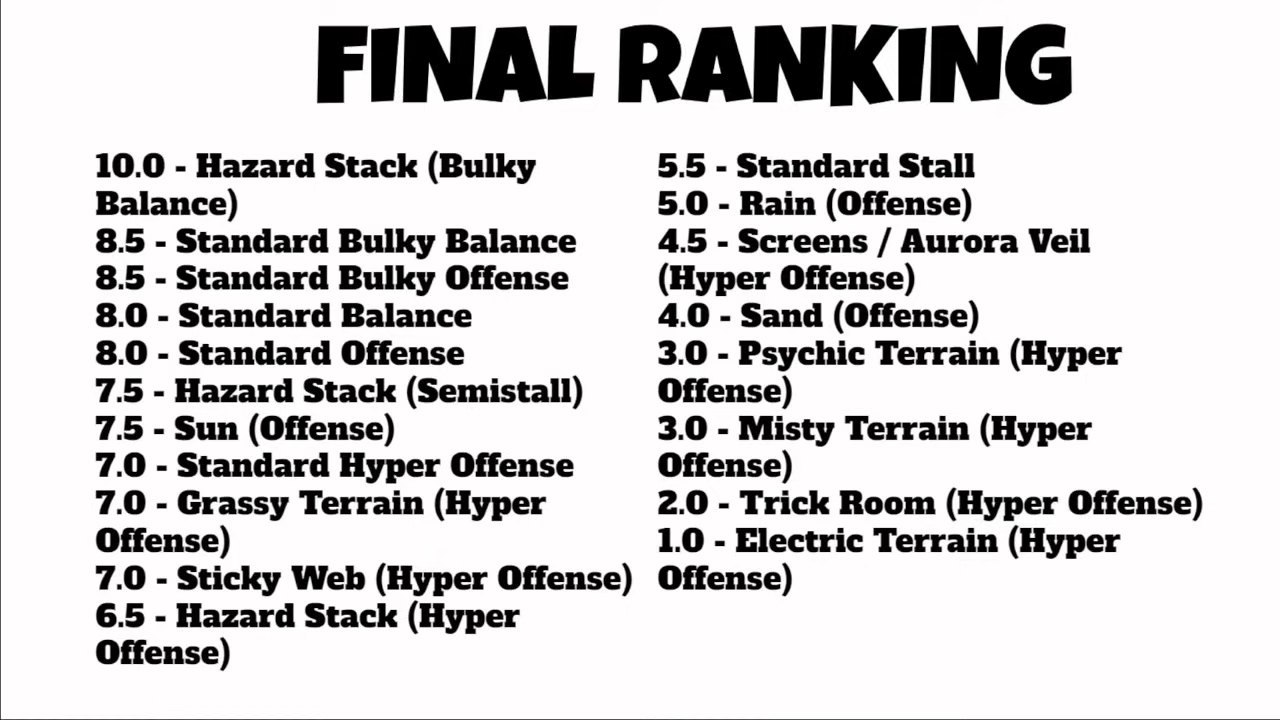 FINAL RANKING
10.0 - Hazard Stack (Bulky
Balance)
8.5 - Standard Bulky Balance
8.5 - Standard Bulky Offense
8.0 - Standard Balance
8.0 - Standard Offense
7.5 - Hazard Stack (Semistall)
7.5 - Sun (Offense)
7.0 - Standard Hyper Offense
7.0 - Grassy Terrain (Hyper
Offense)
7.0 - Sticky Web (Hyper Offense)
6.5 - Hazard Stack (Hyper
Offense)
5.5 - Standard Stall
5.0 - Rain (Offense)
4.5 - Screens / Aurora Veil
(Hyper Offense)
4.0 - Sand (Offense)
3.0 - Psychic Terrain (Hyper
Offense)
3.0 - Misty Terrain (Hyper
Offense)
2.0 - Trick Room (Hyper Offense)
1.0 - Electric Terrain (Hyper
Offense)